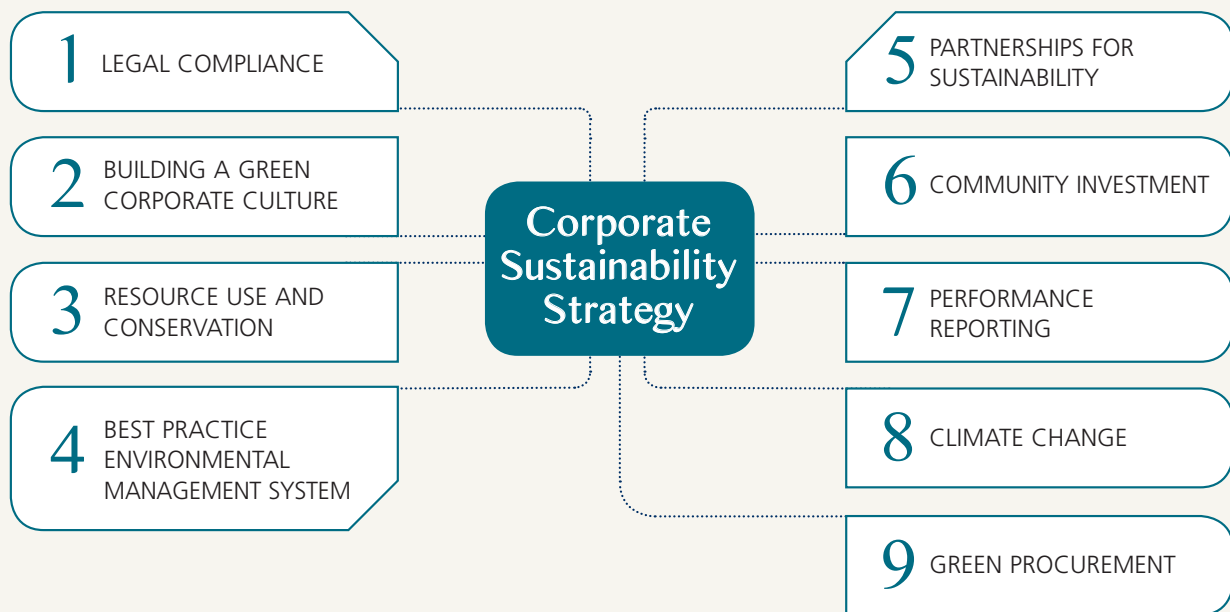 1 LEGAL COMPLIANCE
2 BUILDING A GREEN
CORPORATE CULTURE
3 RESOURCE USE AND
CONSERVATION
4 BEST PRACTICE
ENVIRONMENTAL
MANAGEMENT SYSTEM
Corporate
Sustainability
Strategy
5 PARTNERSHIPS FOR
SUSTAINABILITY
6 COMMUNITY INVESTMENT
7 PERFORMANCE
REPORTING
8 CLIMATE CHANGE
9 GREEN PROCUREMENT